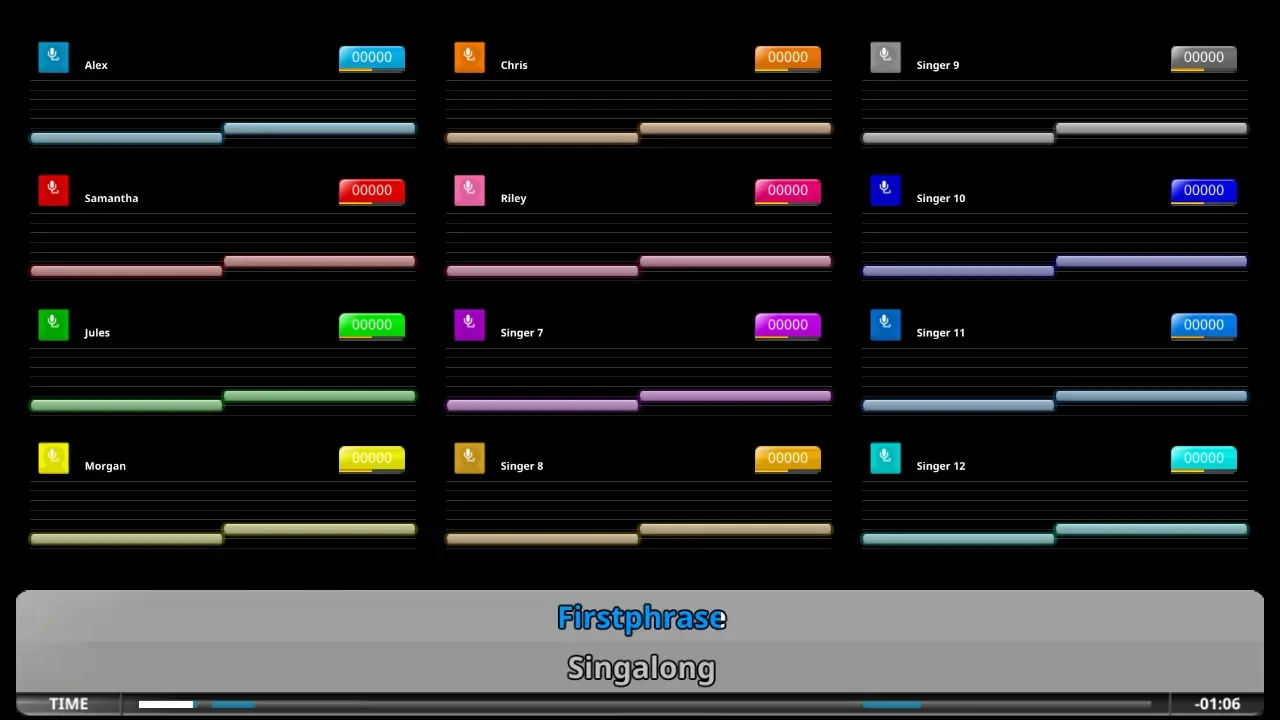 Alex 00000
Chris 00000
Singer 9 00000
Samantha 00000
Riley 00000
Singer 10 00000
Jules 00000
Singer 7 00000
Singer 11 00000
Morgan 00000
Singer 8 00000
Singer 12 00000
Firstphrase
Singalong
TIME -01:06